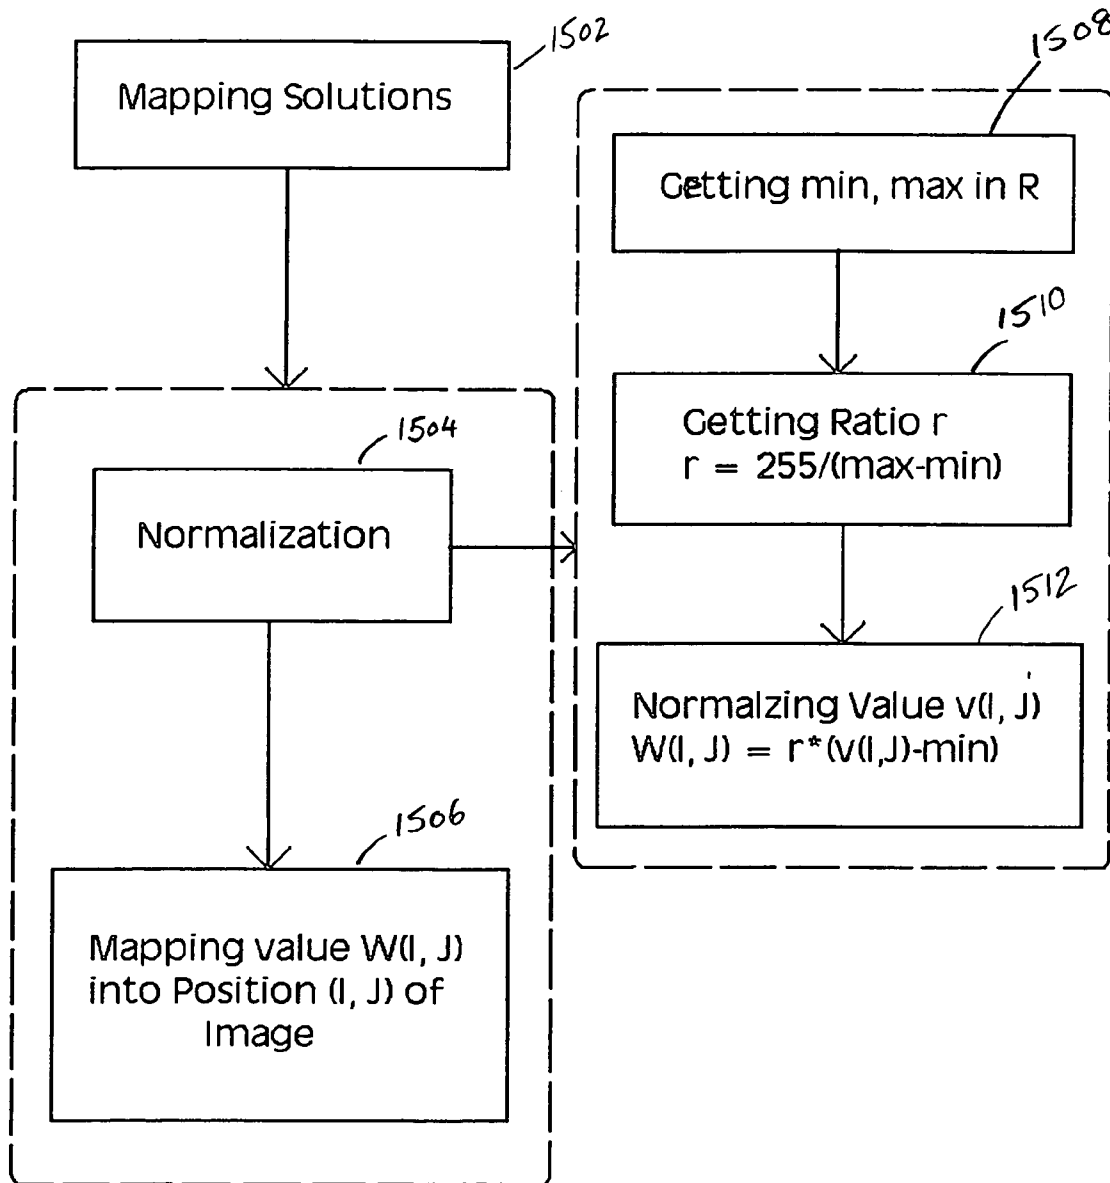 1502
Mapping Solutions
1504
Normalization
1506
Mapping value W(I, J)
into Position (I, J) of
Image
1508
Getting min, max in R
1510
Getting Ratio r
r = 255/(max-min)
1512
Normalzing Value v(I, J)
W(I, J) = r*(v(I,J)-min)